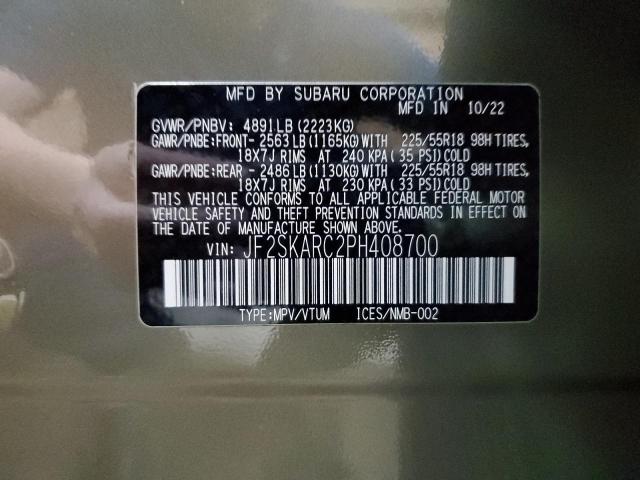 MFD BY SUBARU CORPORATION
MFD IN 10/22
GVWR/PNBV: 4891LB(2223KG)
GAWR/PNBE:FRONT- 2563LB(1165KG)WITH 225/55R18 98H TIRES,
18X7J RIMS AT 240 KPA(35 PSI)COLD
GAWR/PNBE:REAR - 2486LB(1130KG)WITH 225/55R18 98H TIRES,
18X7J RIMS AT 230 KPA(33 PSI)COLD
THIS VEHICLE CONFORMS TO ALL APPLICABLE FEDERAL MOTOR
VEHICLE SAFETY AND THEFT PREVENTION STANDARDS IN EFFECT ON
THE DATE OF MANUFACTURE SHOWN ABOVE.
VIN: JF2SKARC2PH408700
TYPE:MPV/VTUM ICES/NMB-002